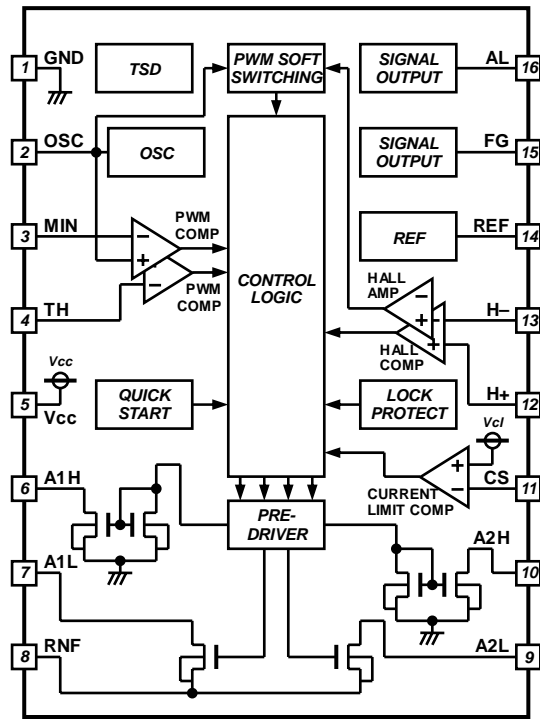 GND
1
TSD
PWM SOFT
SWITCHING
SIGNAL
OUTPUT
AL
16
OSC
2
OSC
SIGNAL
OUTPUT
FG
15
MIN
3
PWM
COMP
REF
REF
14
TH
4
PWM
COMP
CONTROL
LOGIC
HALL
AMP
HALL
COMP
H–
13
Vcc
5
Vcc
QUICK
START
LOCK
PROTECT
H+
12
Vcl
A1H
6
CURRENT
LIMIT COMP
CS
11
PRE-
DRIVER
A1L
7
A2H
10
RNF
8
A2L
9